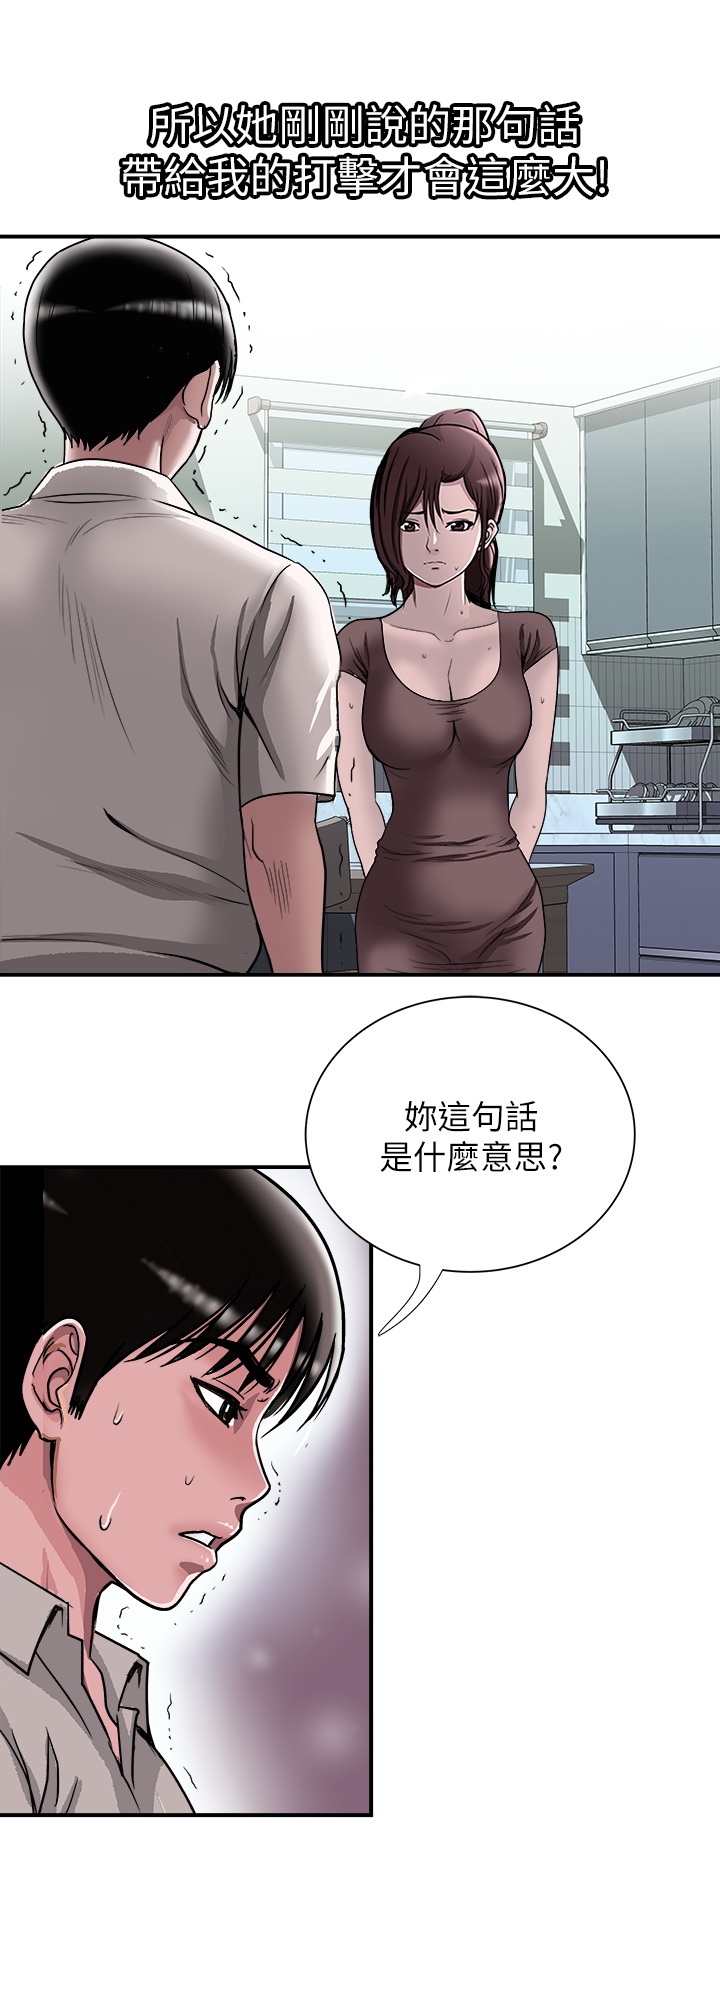 所以她剛剛說的那句話
帶給我的打擊才會這麼大!
妳這句話
是什麼意思?